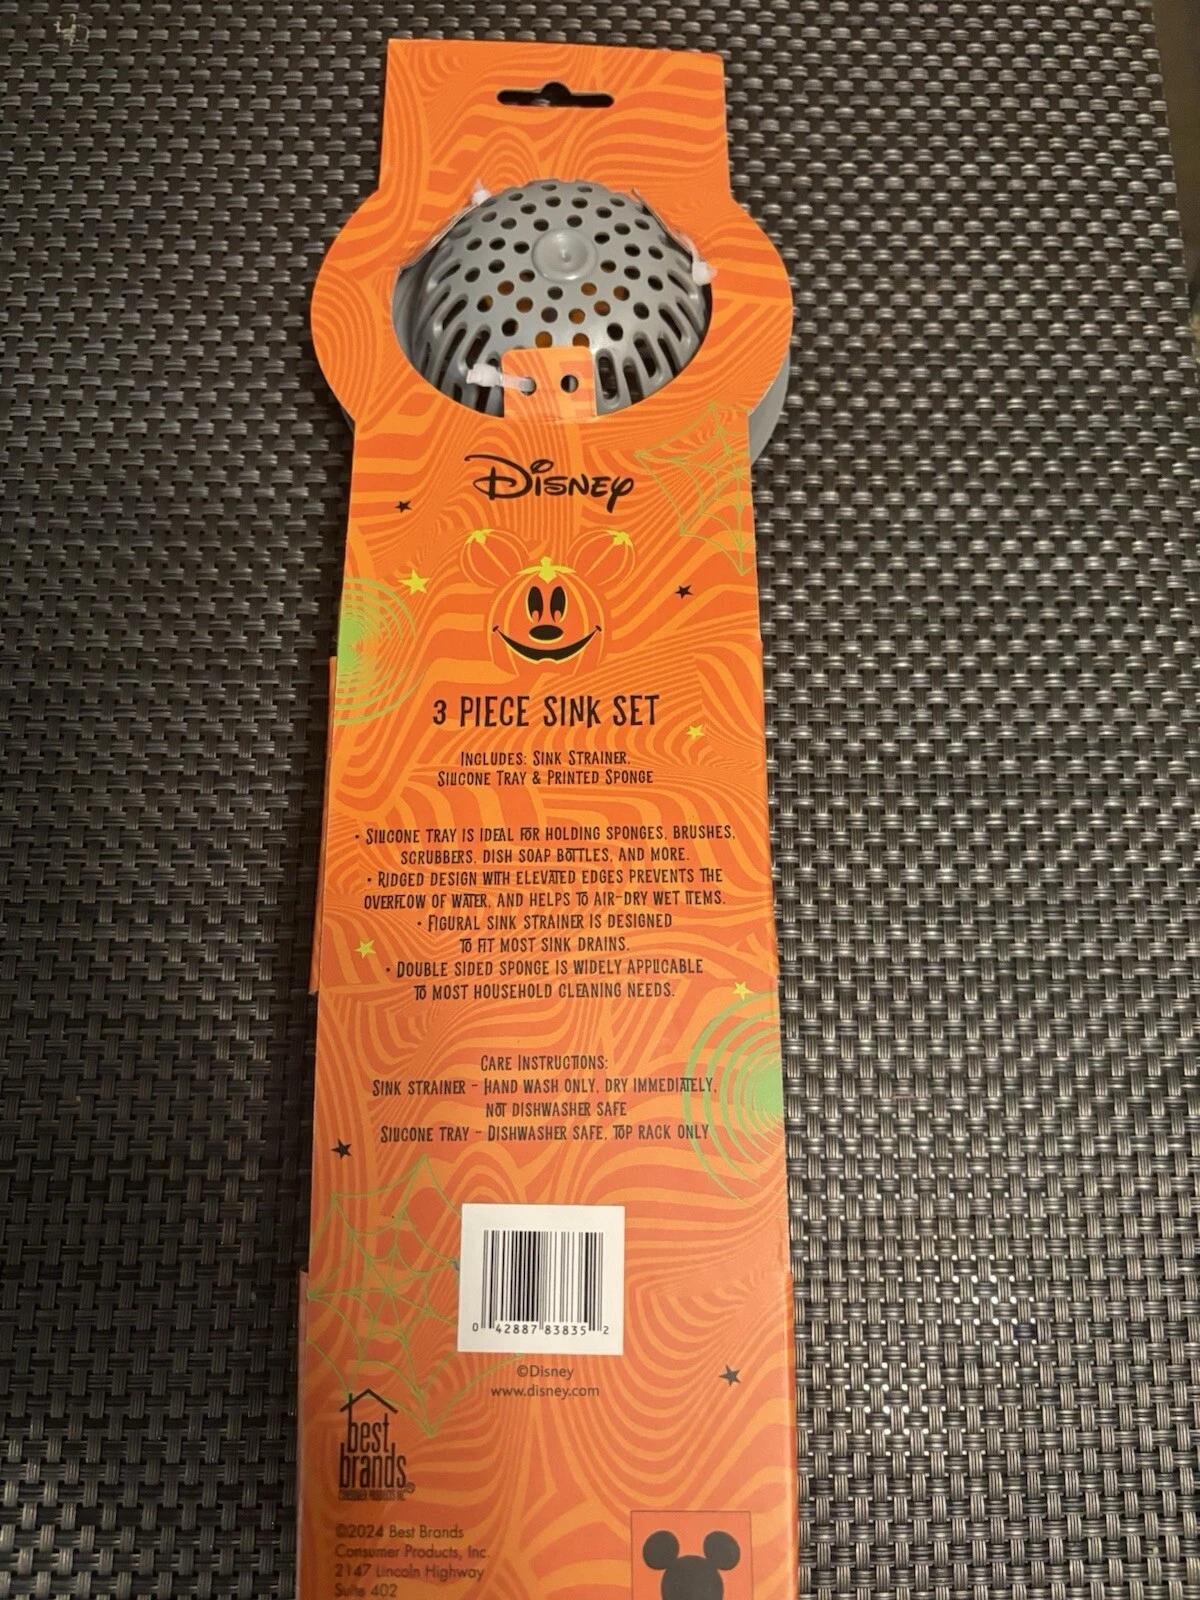 Disney
3 PIECE SINK SET
INCLUDES: SINK STRAINER,
SILICONE TRAY & PRINTED SPONGE
• SILICONE TRAY IS IDEAL FOR HOLDING SPONGES, BRUSHES,
SCRUBBERS, DISH SOAP BOTTLES, AND MORE.
• RIDGED DESIGN WITH ELEVATED EDGES PREVENTS THE
OVERFLOW OF WATER, AND HELPS TO AIR-DRY WET ITEMS.
• FIGURAL SINK STRAINER IS DESIGNED
TO FIT MOST SINK DRAINS.
• DOUBLE SIDED SPONGE IS WIDELY APPLICABLE
TO MOST HOUSEHOLD CLEANING NEEDS.
CARE INSTRUCTIONS:
SINK STRAINER – HAND WASH ONLY, DRY IMMEDIATELY,
NOT DISHWASHER SAFE
SILICONE TRAY – DISHWASHER SAFE, TOP RACK ONLY
0 42887 83835 2
©Disney
www.disney.com
best
brands®
CONSUMER PRODUCTS INC.
©2024 Best Brands
Consumer Products, Inc.
2147 Lincoln Highway
Suite 402